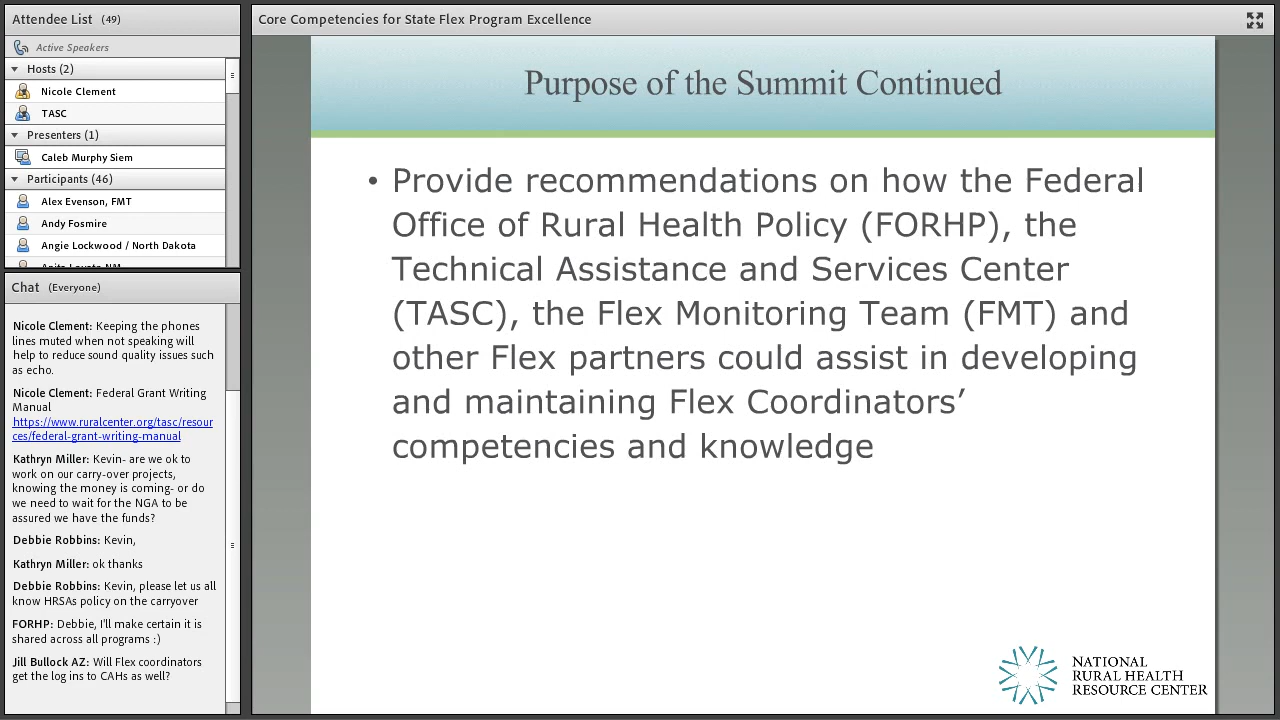 Attendee List (49)
Active Speakers
Hosts (2)
Nicole Clement
TASC
Presenters (1)
Caleb Murphy Siem
Participants (46)
Alex Evenson, FMT
Andy Fosmire
Angie Lockwood / North Dakota
Chat (Everyone)
Nicole Clement: Keeping the phones
lines muted when not speaking will
help to reduce sound quality issues such
as echo.
Nicole Clement: Federal Grant Writing
Manual
https://www.ruralcenter.org/tasc/resour
ces/federal-grant-writing-manual
Kathryn Miller: Kevin- are we ok to
work on our carry-over projects,
knowing the money is coming- or do
we need to wait for the NGA to be
assured we have the funds?
Debbie Robbins: Kevin,
Kathryn Miller: ok thanks
Debbie Robbins: Kevin, please let us all
know HRSAs policy on the carryover
FORHP: Debbie, I'll make certain it is
shared across all programs :)
Jill Bullock AZ: Will Flex coordinators
get the log ins to CAHs as well?
Core Competencies for State Flex Program Excellence
Purpose of the Summit Continued
• Provide recommendations on how the Federal
Office of Rural Health Policy (FORHP), the
Technical Assistance and Services Center
(TASC), the Flex Monitoring Team (FMT) and
other Flex partners could assist in developing
and maintaining Flex Coordinators’
competencies and knowledge
NATIONAL
RURAL HEALTH
RESOURCE CENTER